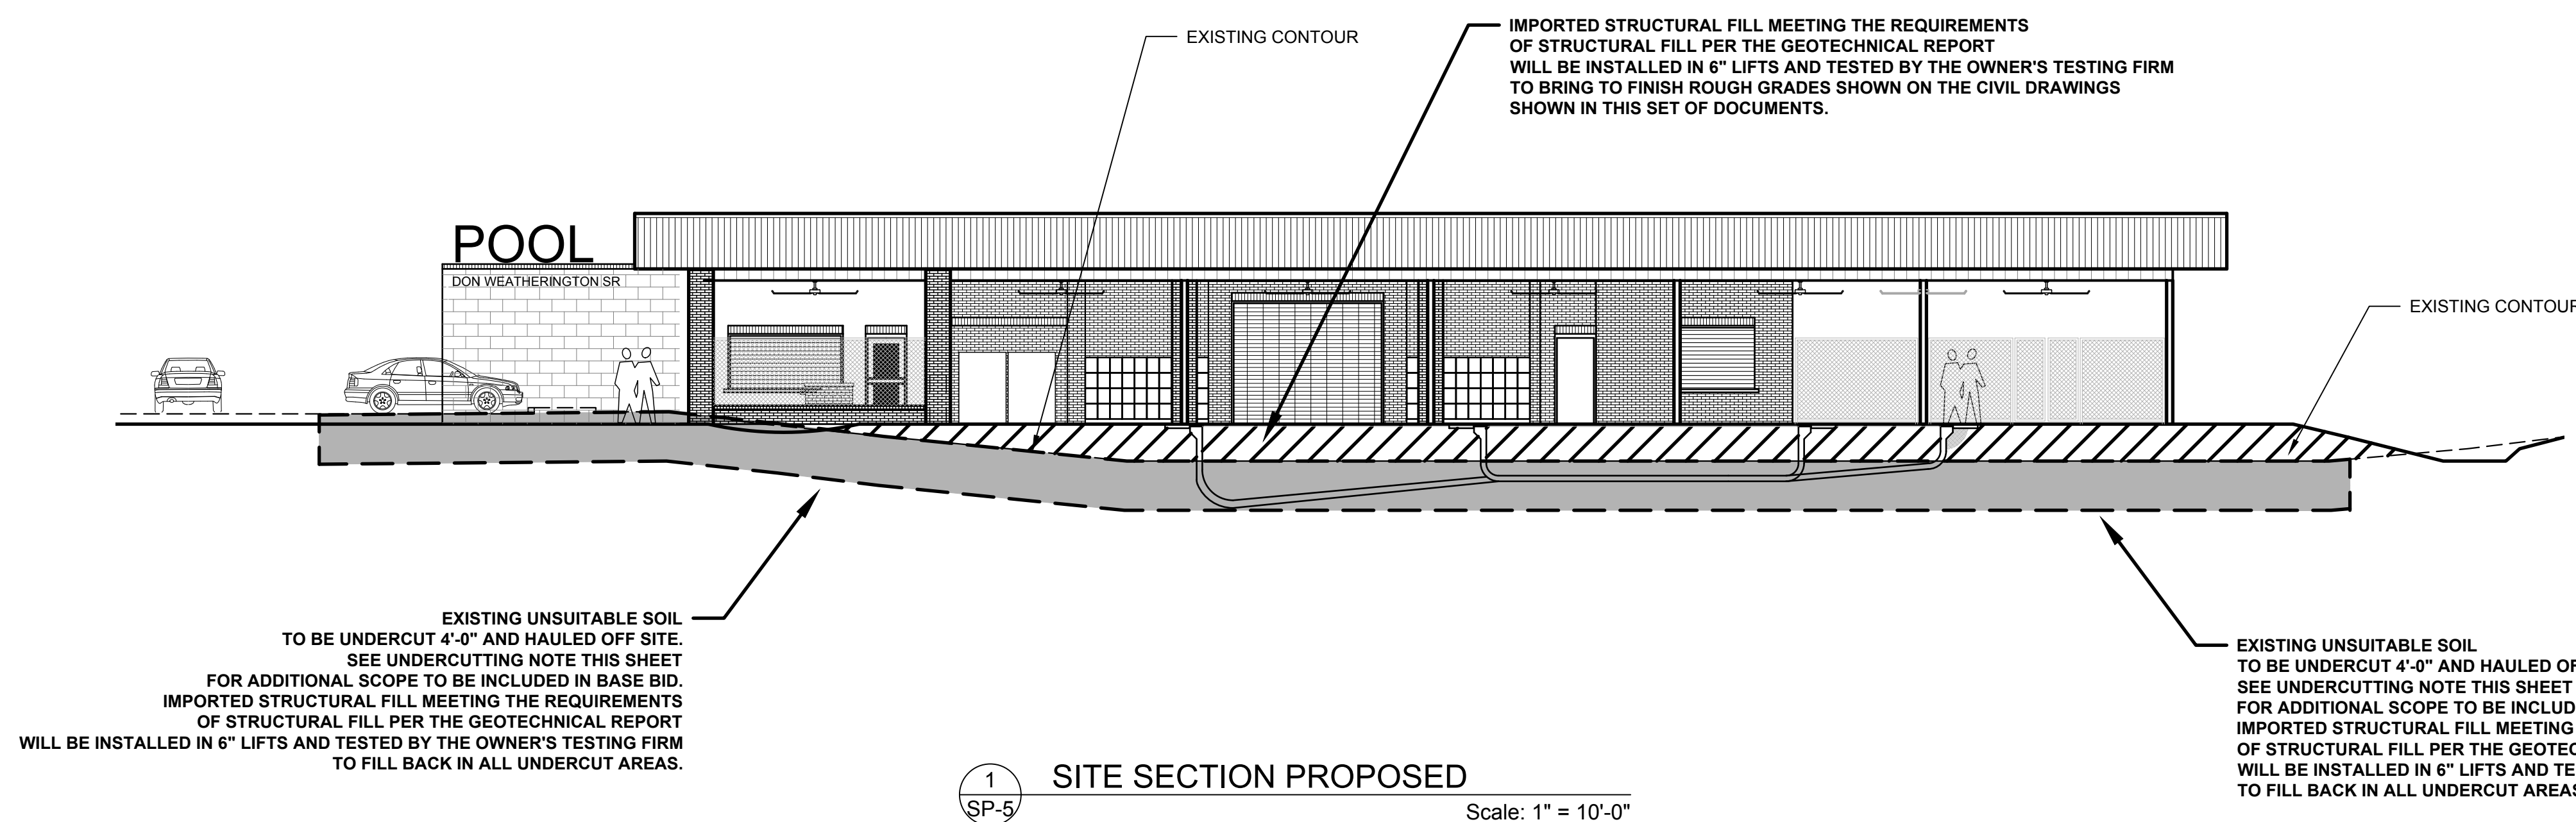 EXISTING CONTOUR
IMPORTED STRUCTURAL FILL MEETING THE REQUIREMENTS
OF STRUCTURAL FILL PER THE GEOTECHNICAL REPORT
WILL BE INSTALLED IN 6" LIFTS AND TESTED BY THE OWNER'S TESTING FIRM
TO BRING TO FINISH ROUGH GRADES SHOWN ON THE CIVIL DRAWINGS
SHOWN IN THIS SET OF DOCUMENTS.
POOL
DON WEATHERINGTON SR
EXISTING CONTOUR
EXISTING UNSUITABLE SOIL
TO BE UNDERCUT 4'-0" AND HAULED OFF SITE.
SEE UNDERCUTTING NOTE THIS SHEET
FOR ADDITIONAL SCOPE TO BE INCLUDED IN BASE BID.
IMPORTED STRUCTURAL FILL MEETING THE REQUIREMENTS
OF STRUCTURAL FILL PER THE GEOTECHNICAL REPORT
WILL BE INSTALLED IN 6" LIFTS AND TESTED BY THE OWNER'S TESTING FIRM
TO FILL BACK IN ALL UNDERCUT AREAS.
EXISTING UNSUITABLE SOIL
TO BE UNDERCUT 4'-0" AND HAULED
SEE UNDERCUTTING NOTE THIS SHEET
FOR ADDITIONAL SCOPE TO BE
IMPORTED STRUCTURAL FILL MEETING
OF STRUCTURAL FILL PER THE
WILL BE INSTALLED IN 6" LIFTS AND
TO FILL BACK IN ALL UNDERCUT AREAS
1
SP-5
SITE SECTION PROPOSED
Scale: 1" = 10'-0"